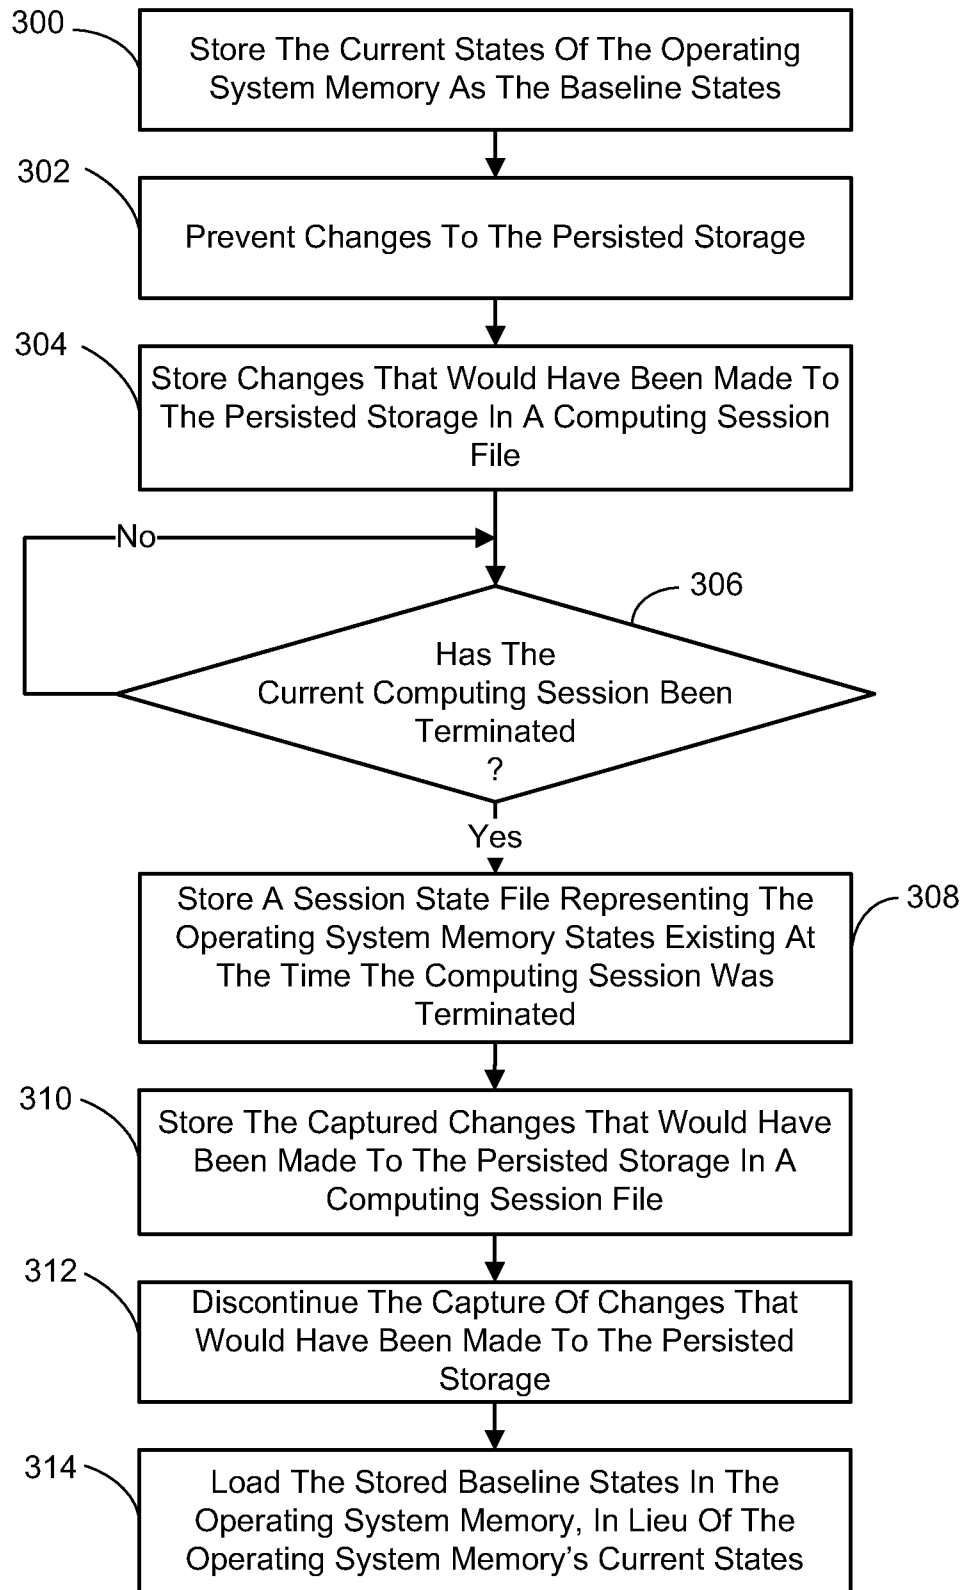 300
Store The Current States Of The Operating
System Memory As The Baseline States
302
Prevent Changes To The Persisted Storage
304
Store Changes That Would Have Been Made To
The Persisted Storage In A Computing Session
File
No
306
Has The
Current Computing Session Been
Terminated
?
Yes
308
Store A Session State File Representing The
Operating System Memory States Existing At
The Time The Computing Session Was
Terminated
310
Store The Captured Changes That Would Have
Been Made To The Persisted Storage In A
Computing Session File
312
Discontinue The Capture Of Changes That
Would Have Been Made To The Persisted
Storage
314
Load The Stored Baseline States In The
Operating System Memory, In Lieu Of The
Operating System Memory’s Current States